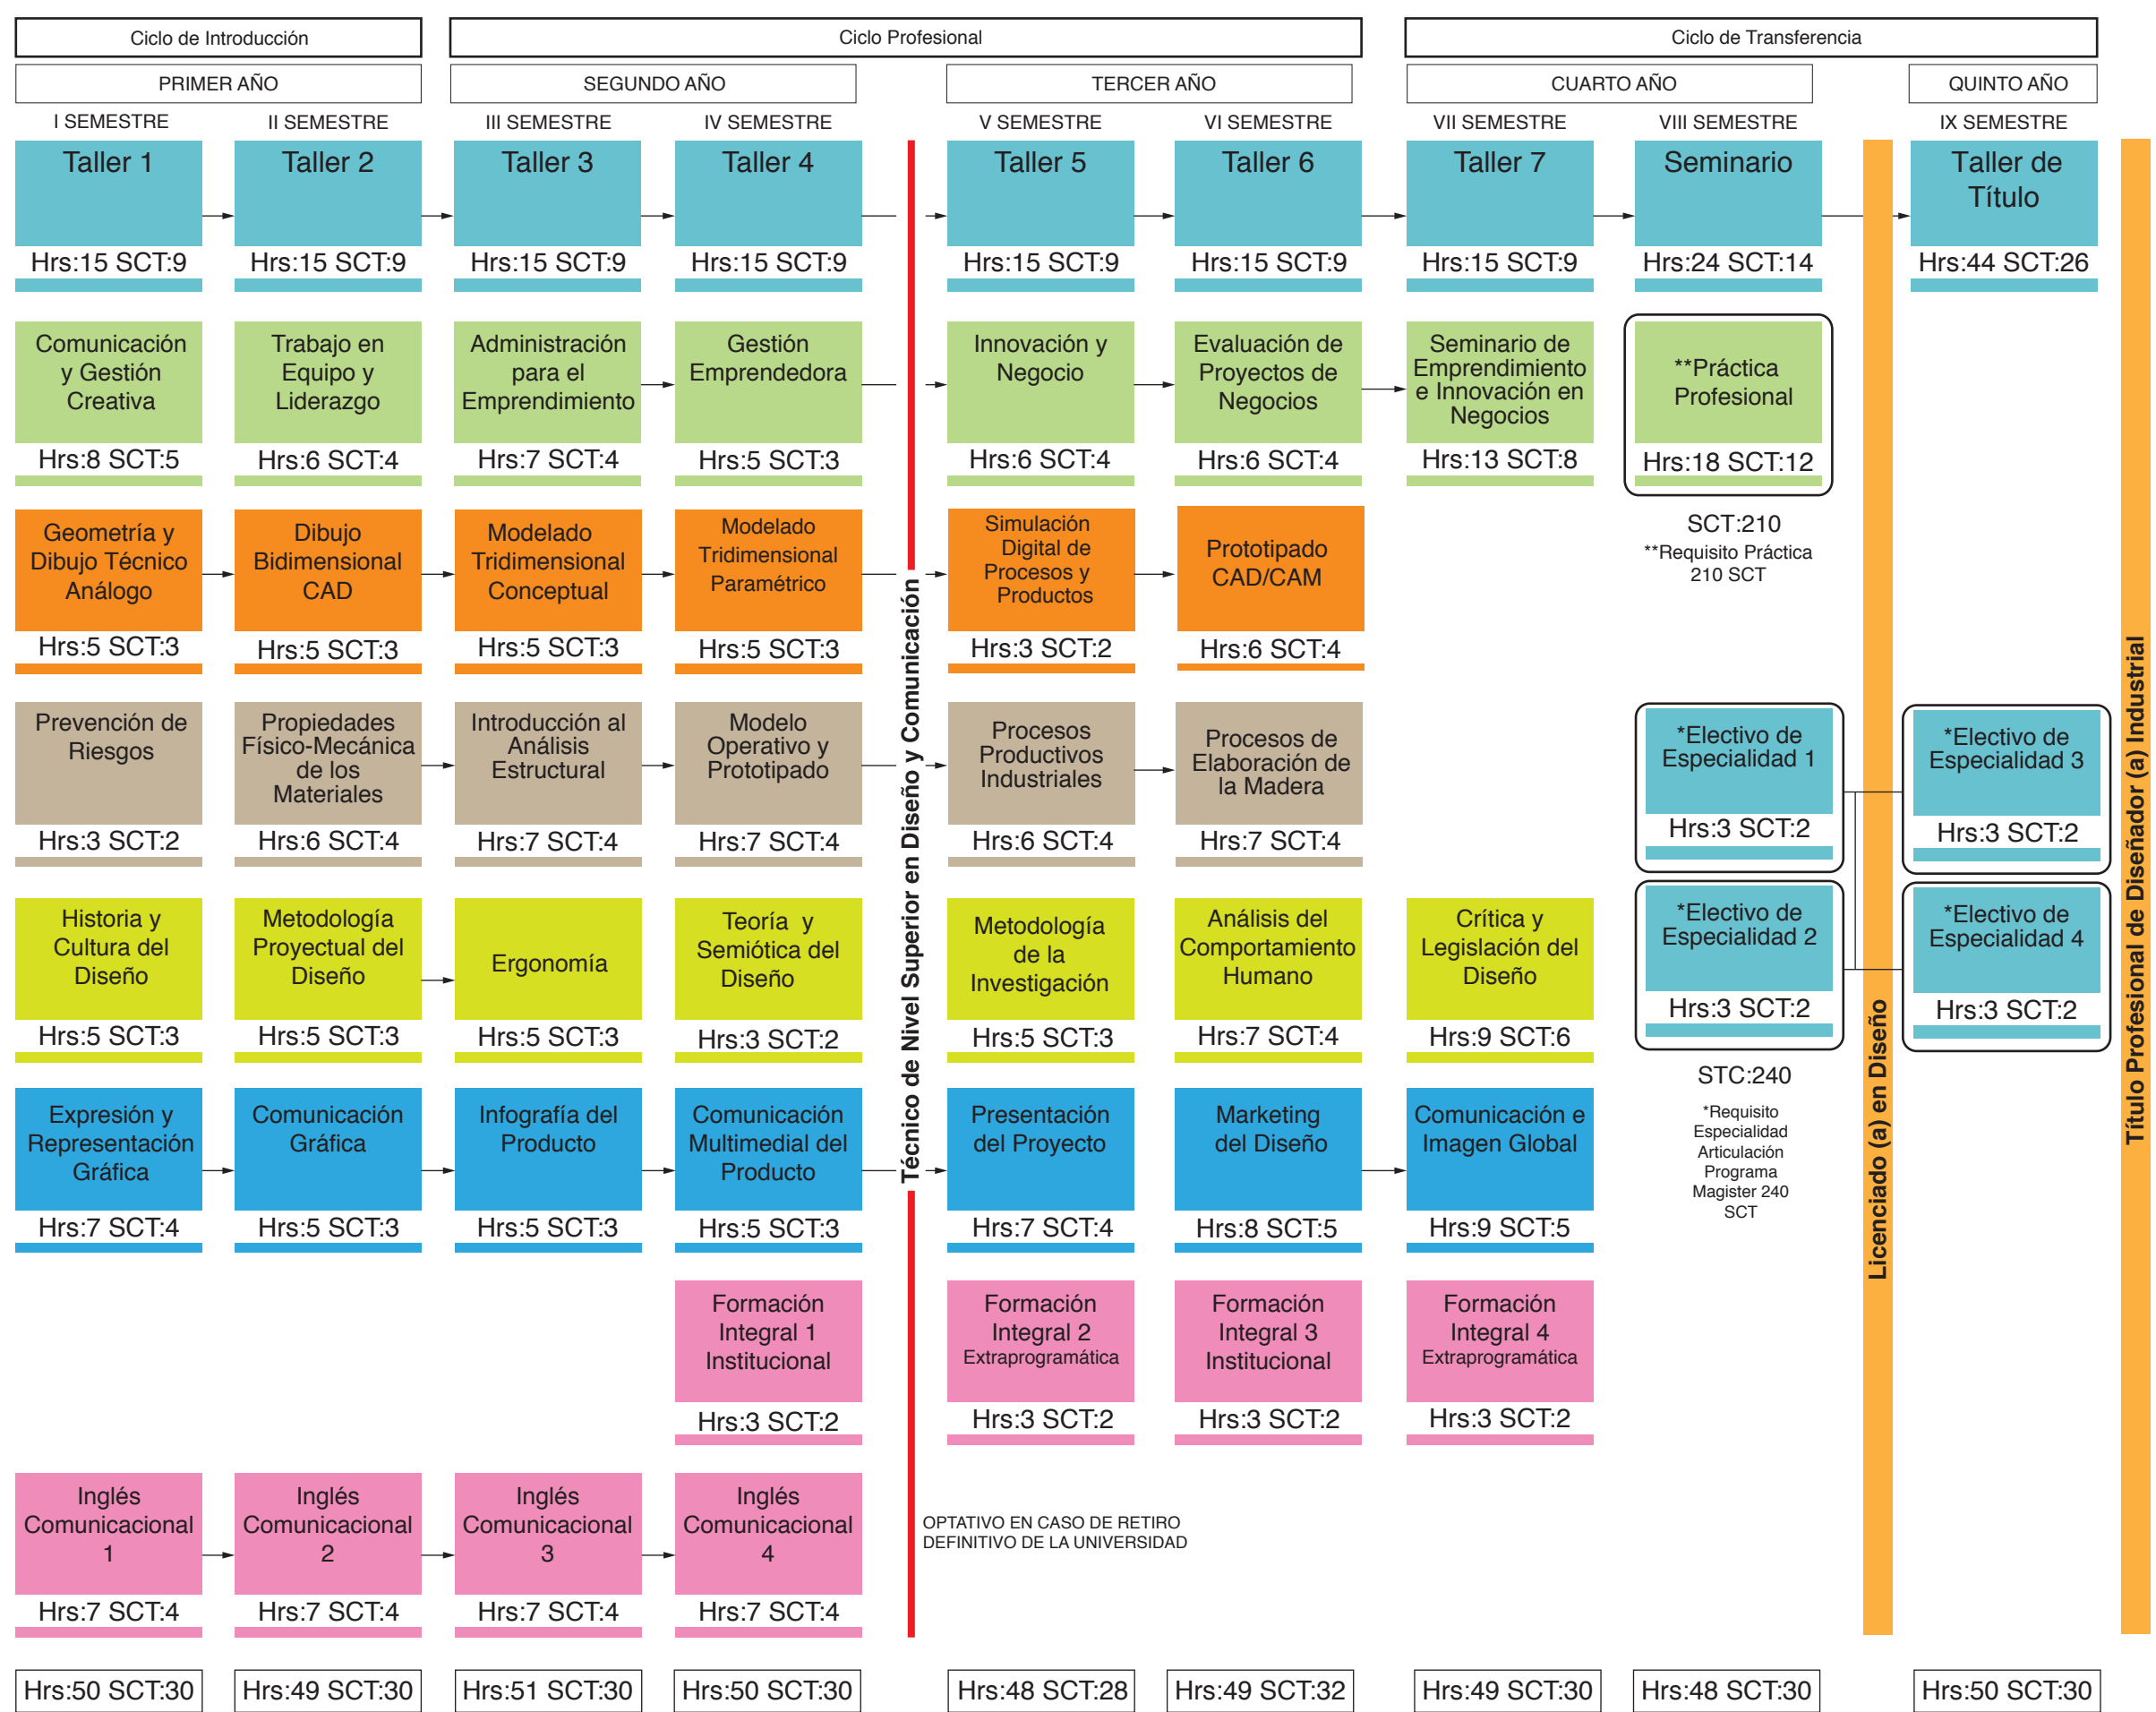 Ciclo de Introducción
Ciclo Profesional
Ciclo de Transferencia
PRIMER AÑO
SEGUNDO AÑO
TERCER AÑO
CUARTO AÑO
QUINTO AÑO
I SEMESTRE
II SEMESTRE
III SEMESTRE
IV SEMESTRE
V SEMESTRE
VI SEMESTRE
VII SEMESTRE
VIII SEMESTRE
IX SEMESTRE
Taller 1
Hrs:15 SCT:9
Taller 2
Hrs:15 SCT:9
Taller 3
Hrs:15 SCT:9
Taller 4
Hrs:15 SCT:9
Taller 5
Hrs:15 SCT:9
Taller 6
Hrs:15 SCT:9
Taller 7
Hrs:15 SCT:9
Seminario
Hrs:24 SCT:14
Taller de
Título
Hrs:44 SCT:26
Comunicación
y Gestión
Creativa
Hrs:8 SCT:5
Trabajo en
Equipo y
Liderazgo
Hrs:6 SCT:4
Administración
para el
Emprendimiento
Hrs:7 SCT:4
Gestión
Emprendedora
Hrs:5 SCT:3
Innovación y
Negocio
Hrs:6 SCT:4
Evaluación de
Proyectos de
Negocios
Hrs:6 SCT:4
Seminario de
Emprendimiento
e Innovación en
Negocios
Hrs:13 SCT:8
**Práctica
Profesional
Hrs:18 SCT:12
SCT:210
**Requisito Práctica
210 SCT
Geometría y
Dibujo Técnico
Análogo
Hrs:5 SCT:3
Dibujo
Bidimensional
CAD
Hrs:5 SCT:3
Modelado
Tridimensional
Conceptual
Hrs:5 SCT:3
Modelado
Tridimensional
Paramétrico
Hrs:5 SCT:3
Simulación
Digital de
Procesos y
Productos
Hrs:3 SCT:2
Prototipado
CAD/CAM
Hrs:6 SCT:4
Prevención de
Riesgos
Hrs:3 SCT:2
Propiedades
Físico-Mecánica
de los
Materiales
Hrs:6 SCT:4
Introducción al
Análisis
Estructural
Hrs:7 SCT:4
Modelo
Operativo y
Prototipado
Hrs:7 SCT:4
Procesos
Productivos
Industriales
Hrs:6 SCT:4
Procesos de
Elaboración de
la Madera
Hrs:7 SCT:4
*Electivo de
Especialidad 1
Hrs:3 SCT:2
*Electivo de
Especialidad 3
Hrs:3 SCT:2
Historia y
Cultura del
Diseño
Hrs:5 SCT:3
Metodología
Proyectual del
Diseño
Hrs:5 SCT:3
Ergonomía
Hrs:5 SCT:3
Teoría y
Semiótica del
Diseño
Hrs:3 SCT:2
Metodología
de la
Investigación
Hrs:5 SCT:3
Análisis del
Comportamiento
Humano
Hrs:7 SCT:4
Crítica y
Legislación del
Diseño
Hrs:9 SCT:6
*Electivo de
Especialidad 2
Hrs:3 SCT:2
*Electivo de
Especialidad 4
Hrs:3 SCT:2
STC:240
*Requisito
Especialidad
Articulación
Programa
Magister 240
SCT
Expresión y
Representación
Gráfica
Hrs:7 SCT:4
Comunicación
Gráfica
Hrs:5 SCT:3
Infografía del
Producto
Hrs:5 SCT:3
Comunicación
Multimedial del
Producto
Hrs:5 SCT:3
Presentación
del Proyecto
Hrs:7 SCT:4
Marketing
del Diseño
Hrs:8 SCT:5
Comunicación e
Imagen Global
Hrs:9 SCT:5
Formación
Integral 1
Institucional
Hrs:3 SCT:2
Formación
Integral 2
Extraprogramática
Hrs:3 SCT:2
Formación
Integral 3
Institucional
Hrs:3 SCT:2
Formación
Integral 4
Extraprogramática
Hrs:3 SCT:2
Inglés
Comunicacional
1
Hrs:7 SCT:4
Inglés
Comunicacional
2
Hrs:7 SCT:4
Inglés
Comunicacional
3
Hrs:7 SCT:4
Inglés
Comunicacional
4
Hrs:7 SCT:4
Técnico de Nivel Superior en Diseño y Comunicación
OPTATIVO EN CASO DE RETIRO
DEFINITIVO DE LA UNIVERSIDAD
Licenciado (a) en Diseño
Título Profesional de Diseñador (a) Industrial
Hrs:50 SCT:30
Hrs:49 SCT:30
Hrs:51 SCT:30
Hrs:50 SCT:30
Hrs:48 SCT:28
Hrs:49 SCT:32
Hrs:49 SCT:30
Hrs:48 SCT:30
Hrs:50 SCT:30